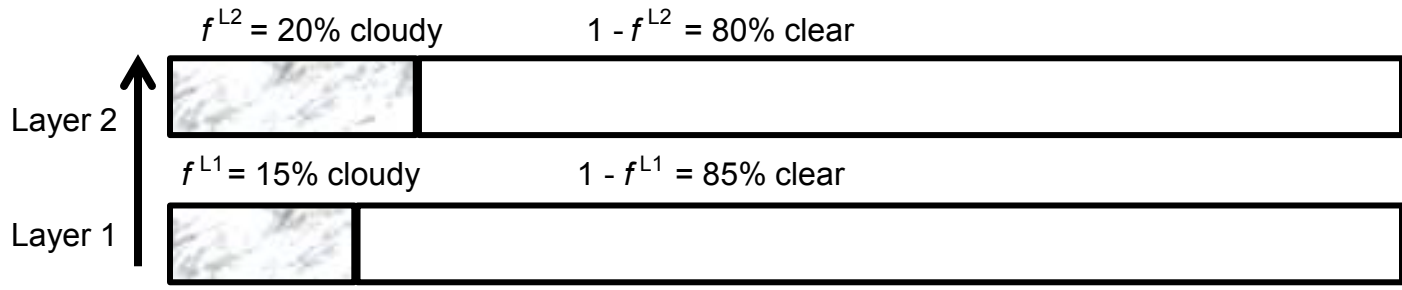 f L2 = 20% cloudy 1 - f L2 = 80% clear
Layer 2
f L1 = 15% cloudy 1 - f L1 = 85% clear
Layer 1